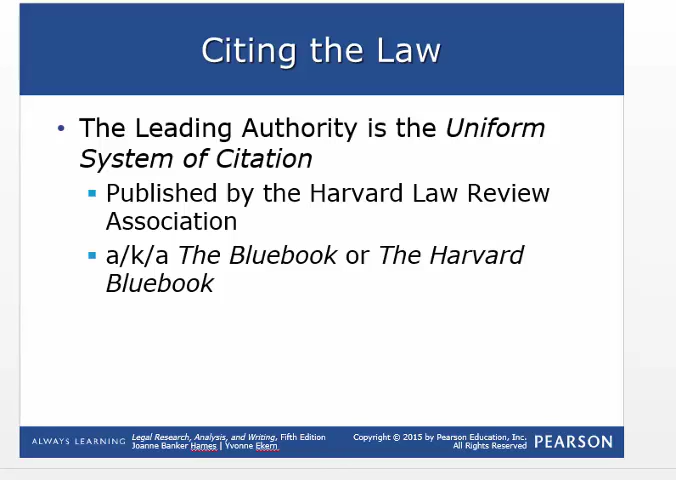 Citing the Law
• The Leading Authority is the Uniform
System of Citation
▪ Published by the Harvard Law Review
Association
▪ a/k/a The Bluebook or The Harvard
Bluebook
ALWAYS LEARNING
Legal Research, Analysis, and Writing, Fifth Edition
Joanne Banker Hames | Yvonne Ekern
Copyright © 2015 by Pearson Education, Inc.
All Rights Reserved
PEARSON